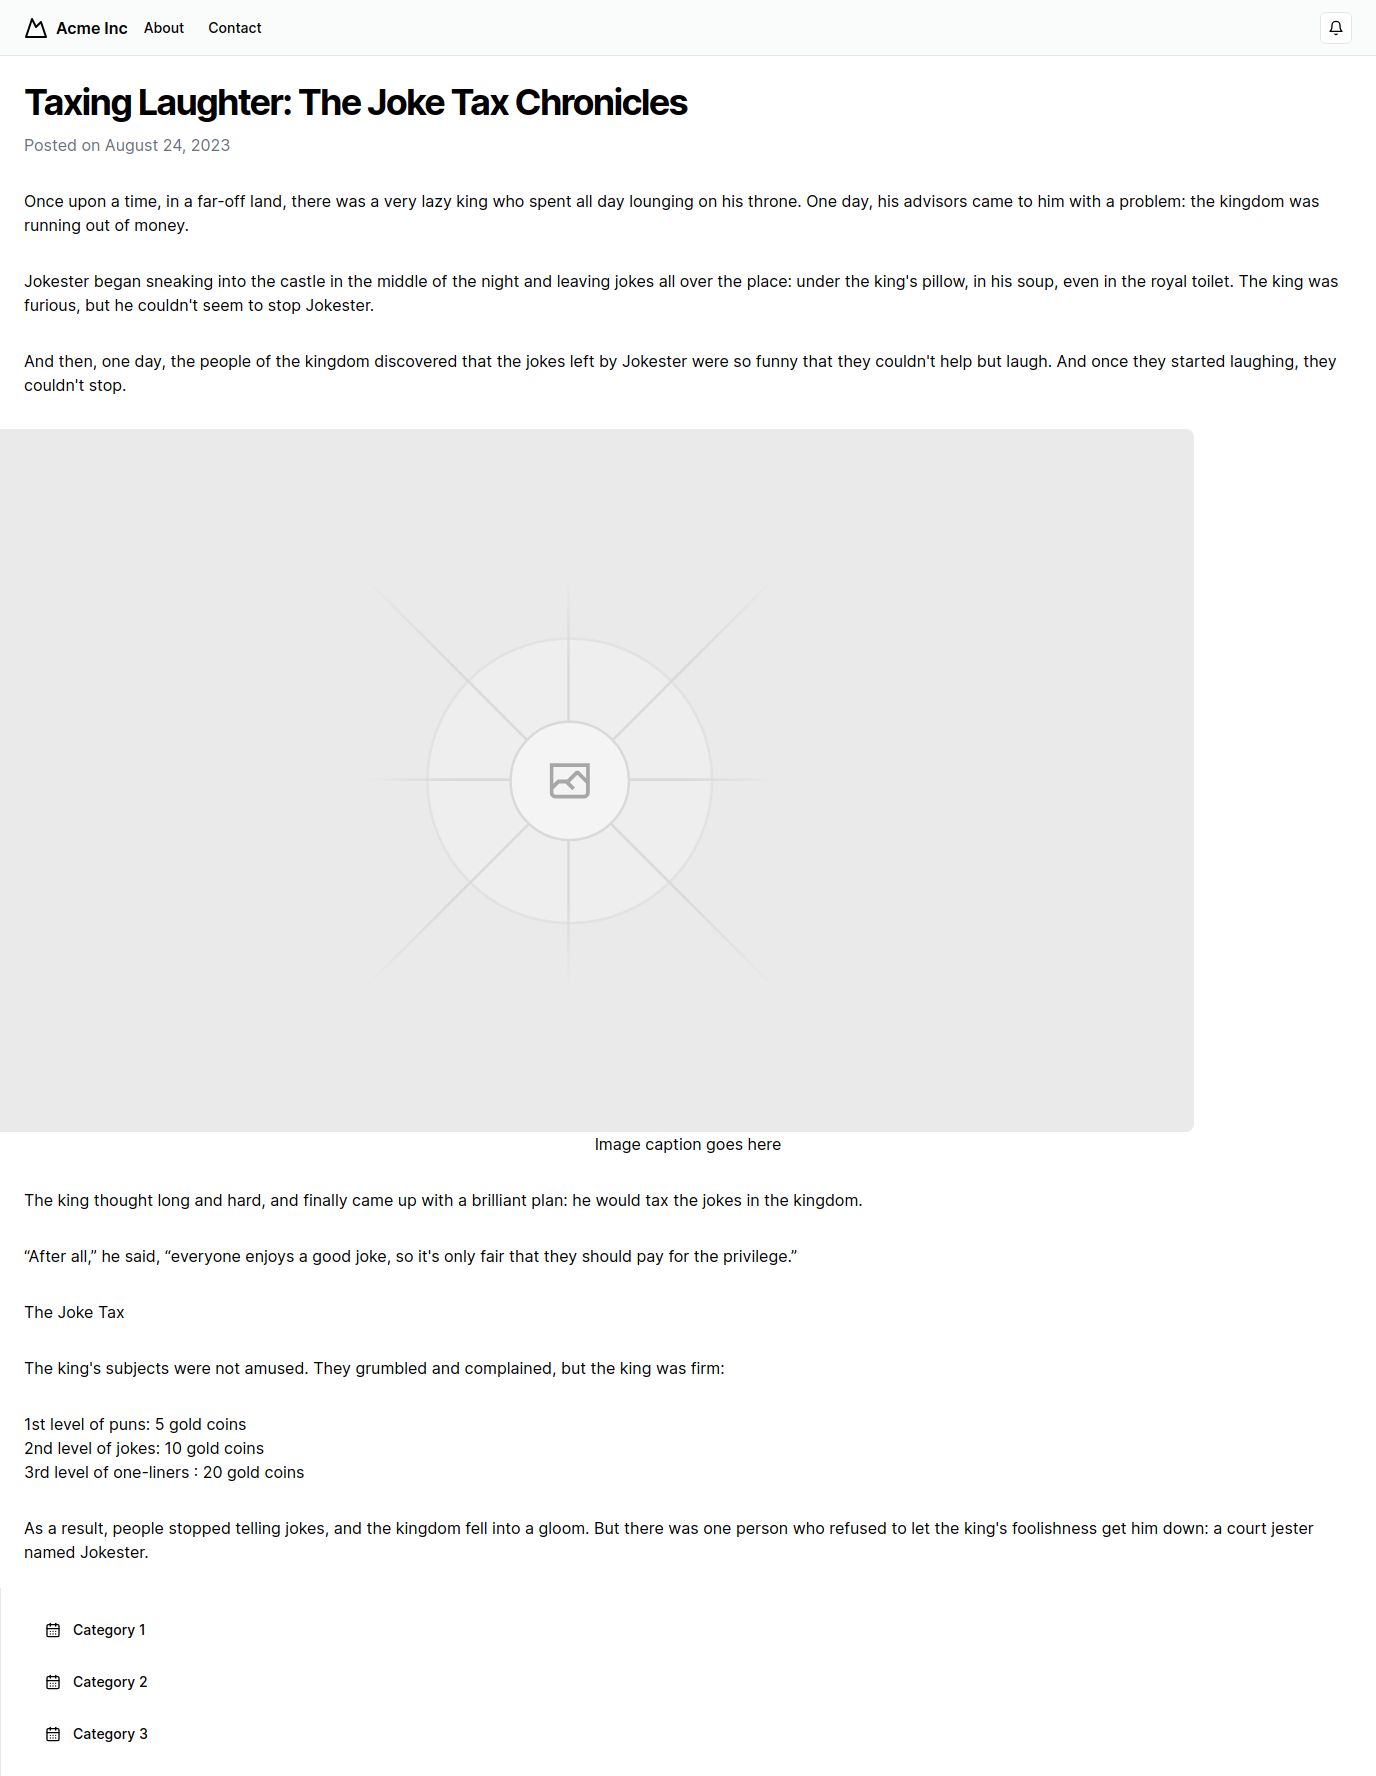 Acme Inc About Contact
Taxing Laughter: The Joke Tax Chronicles
Posted on August 24, 2023
Once upon a time, in a far-off land, there was a very lazy king who spent all day lounging on his throne. One day, his advisors came to him with a problem: the kingdom was
running out of money.
Jokester began sneaking into the castle in the middle of the night and leaving jokes all over the place: under the king's pillow, in his soup, even in the royal toilet. The king was
furious, but he couldn't seem to stop Jokester.
And then, one day, the people of the kingdom discovered that the jokes left by Jokester were so funny that they couldn't help but laugh. And once they started laughing, they
couldn't stop.
Image caption goes here
The king thought long and hard, and finally came up with a brilliant plan: he would tax the jokes in the kingdom.
“After all,” he said, “everyone enjoys a good joke, so it's only fair that they should pay for the privilege.”
The Joke Tax
The king's subjects were not amused. They grumbled and complained, but the king was firm:
1st level of puns: 5 gold coins
2nd level of jokes: 10 gold coins
3rd level of one-liners : 20 gold coins
As a result, people stopped telling jokes, and the kingdom fell into a gloom. But there was one person who refused to let the king's foolishness get him down: a court jester
named Jokester.
Category 1
Category 2
Category 3